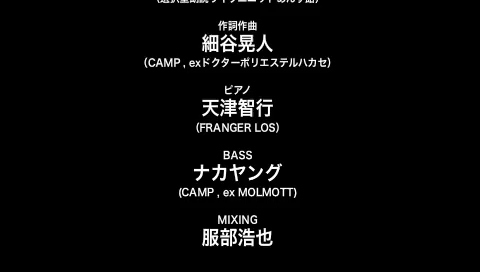 作詞作曲
細谷晃人
（CAMP , exドクターポリエステルハカセ）
ピアノ
天津智行
（FRANGER LOS）
BASS
ナカヤング
（CAMP , ex MOLMOTT）
MIXING
服部浩也